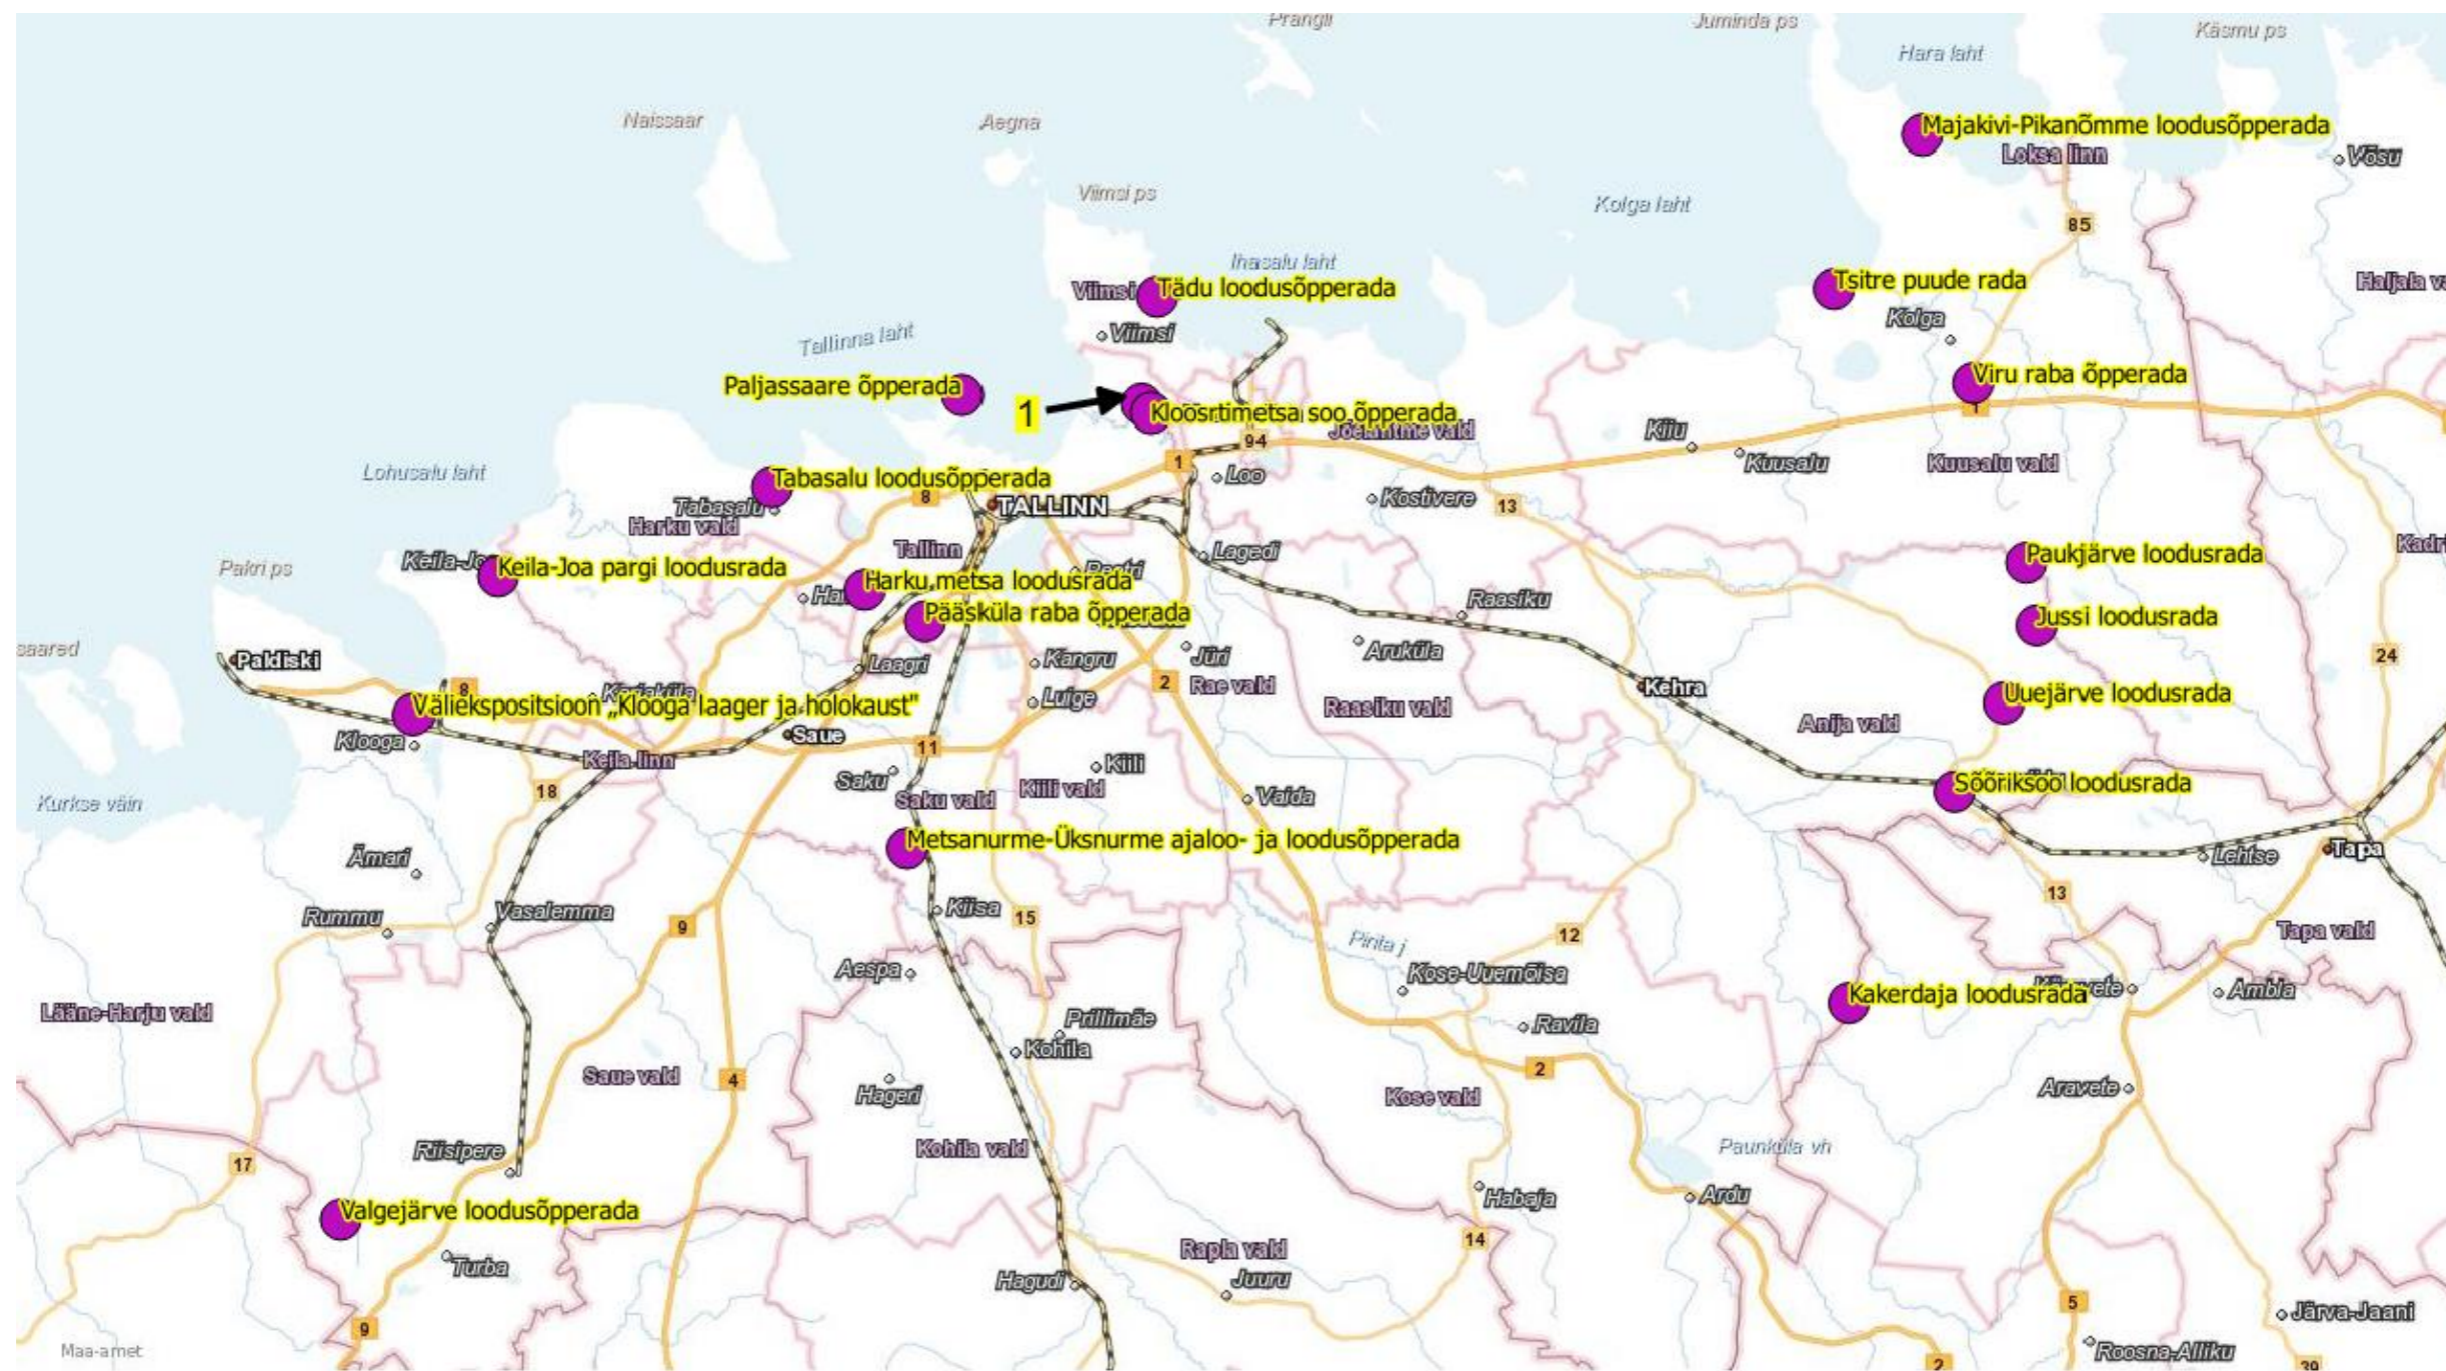 Prangli
Juminda ps
Käsmu ps
Hara laht
Naissaar
Aegna
Majakivi-Pikanõmme loodusõpperada
Loksa linn
Võsu
Viimsi ps
Kolga laht
85
Ihasalu laht
Viimsi
Tädu loodusõpperada
Tsitre puude rada
Haljala va
Kolga
Viimsi
Tallinna laht
Paljassaare õpperada
Viru raba õpperada
1
1
Kloostrimetsa soo õpperada
Jõelähtme vald
94
Kiiu
Kuusalu
Kuusalu vald
1
Loo
Lohusalu laht
Tabasalu loodusõpperada
8
Kostivere
13
Tabasalu
TALLINN
Harku vald
Tallinn
Lagedi
Kadri
Pakri ps
Keila-Jo
Keila-Joa pargi loodusrada
Harku metsa loodusrada
Paukjärve loodusrada
Raasiku
Pääsküla raba õpperada
Jussi loodusrada
saared
Paldiski
Laagri
Kangru
Jüri
Aruküla
24
8
2
Rae vald
Kehra
Uuejärve loodusrada
Väliekspositsioon „Klooga laager ja holokaust"
Luige
Raasiku vald
Anija vald
Klooga
Saue
11
Keila linn
Kiili
Saku
18
Saku vald
Kiili vald
Vaida
Sõõriksoo loodusrada
Kurkse väin
Metsanurme-Üksnurme ajaloo- ja loodusõpperada
Ämari
Lehtse
Tapa
13
Rummu
Vasalemma
9
Kiisa
15
12
Tapa vald
Pirita j
Aespa
Kose-Uuemõisa
Kakerdaja loodusrada
Ambla
Lääne-Harju vald
Prillimäe
Ravila
Kohila
Saue vald
4
Hageri
2
Kose vald
Aravete
Riisipere
Kohila vald
Paunküla vh
17
Habaja
Ardu
Valgejärve loodusõpperada
14
Turba
Rapla vald
Hagudi
Juuru
5
Järva-Jaani
9
Maa-amet
Roosna-Alliku
2
39